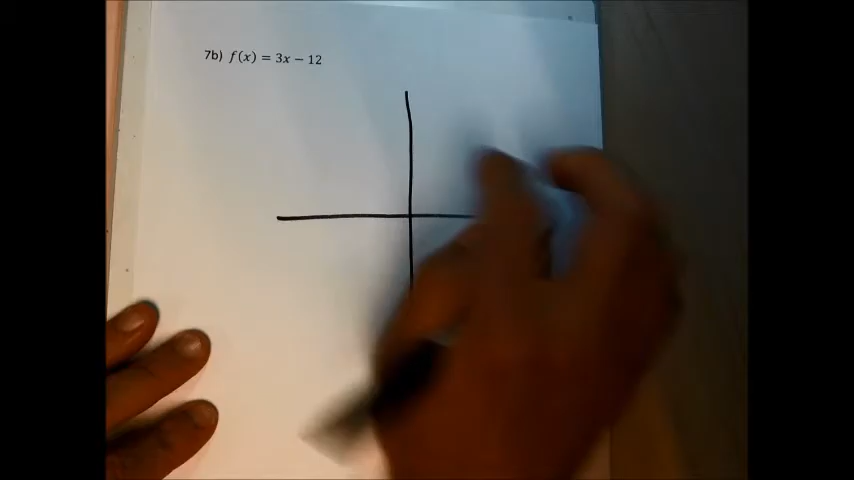 7b) f(x) = 3x − 12